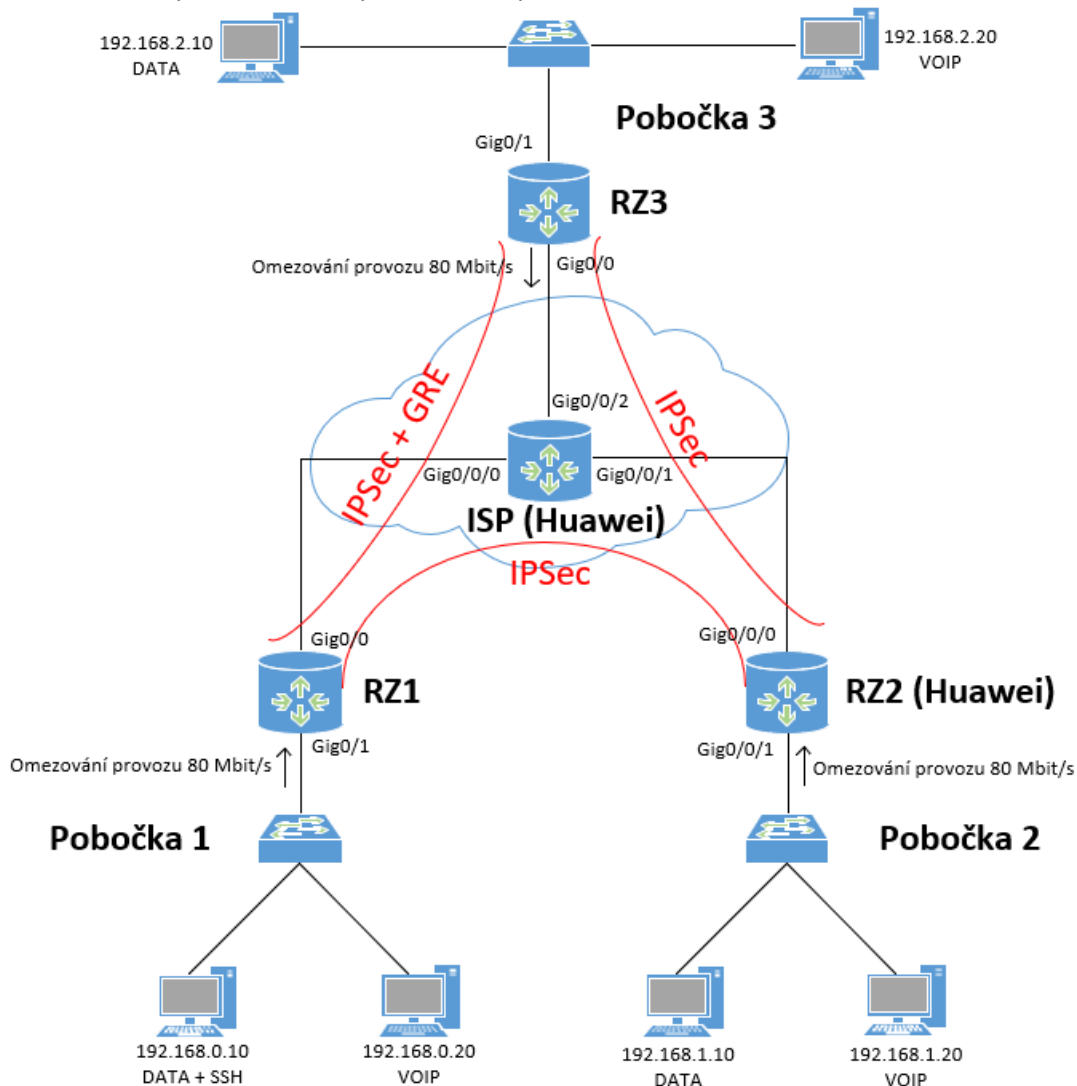 192.168.2.10
DATA
192.168.2.20
VOIP
Pobočka 3
Gig0/1
RZ3
Omezování provozu 80 Mbit/s
Gig0/0
IPSec + GRE
IPSec
Gig0/0/2
Gig0/0/0
Gig0/0/1
ISP (Huawei)
IPSec
Gig0/0
Gig0/0/0
RZ1
RZ2 (Huawei)
Gig0/1
Gig0/0/1
Omezování provozu 80 Mbit/s
Omezování provozu 80 Mbit/s
Pobočka 1
Pobočka 2
192.168.0.10
DATA + SSH
192.168.0.20
VOIP
192.168.1.10
DATA
192.168.1.20
VOIP